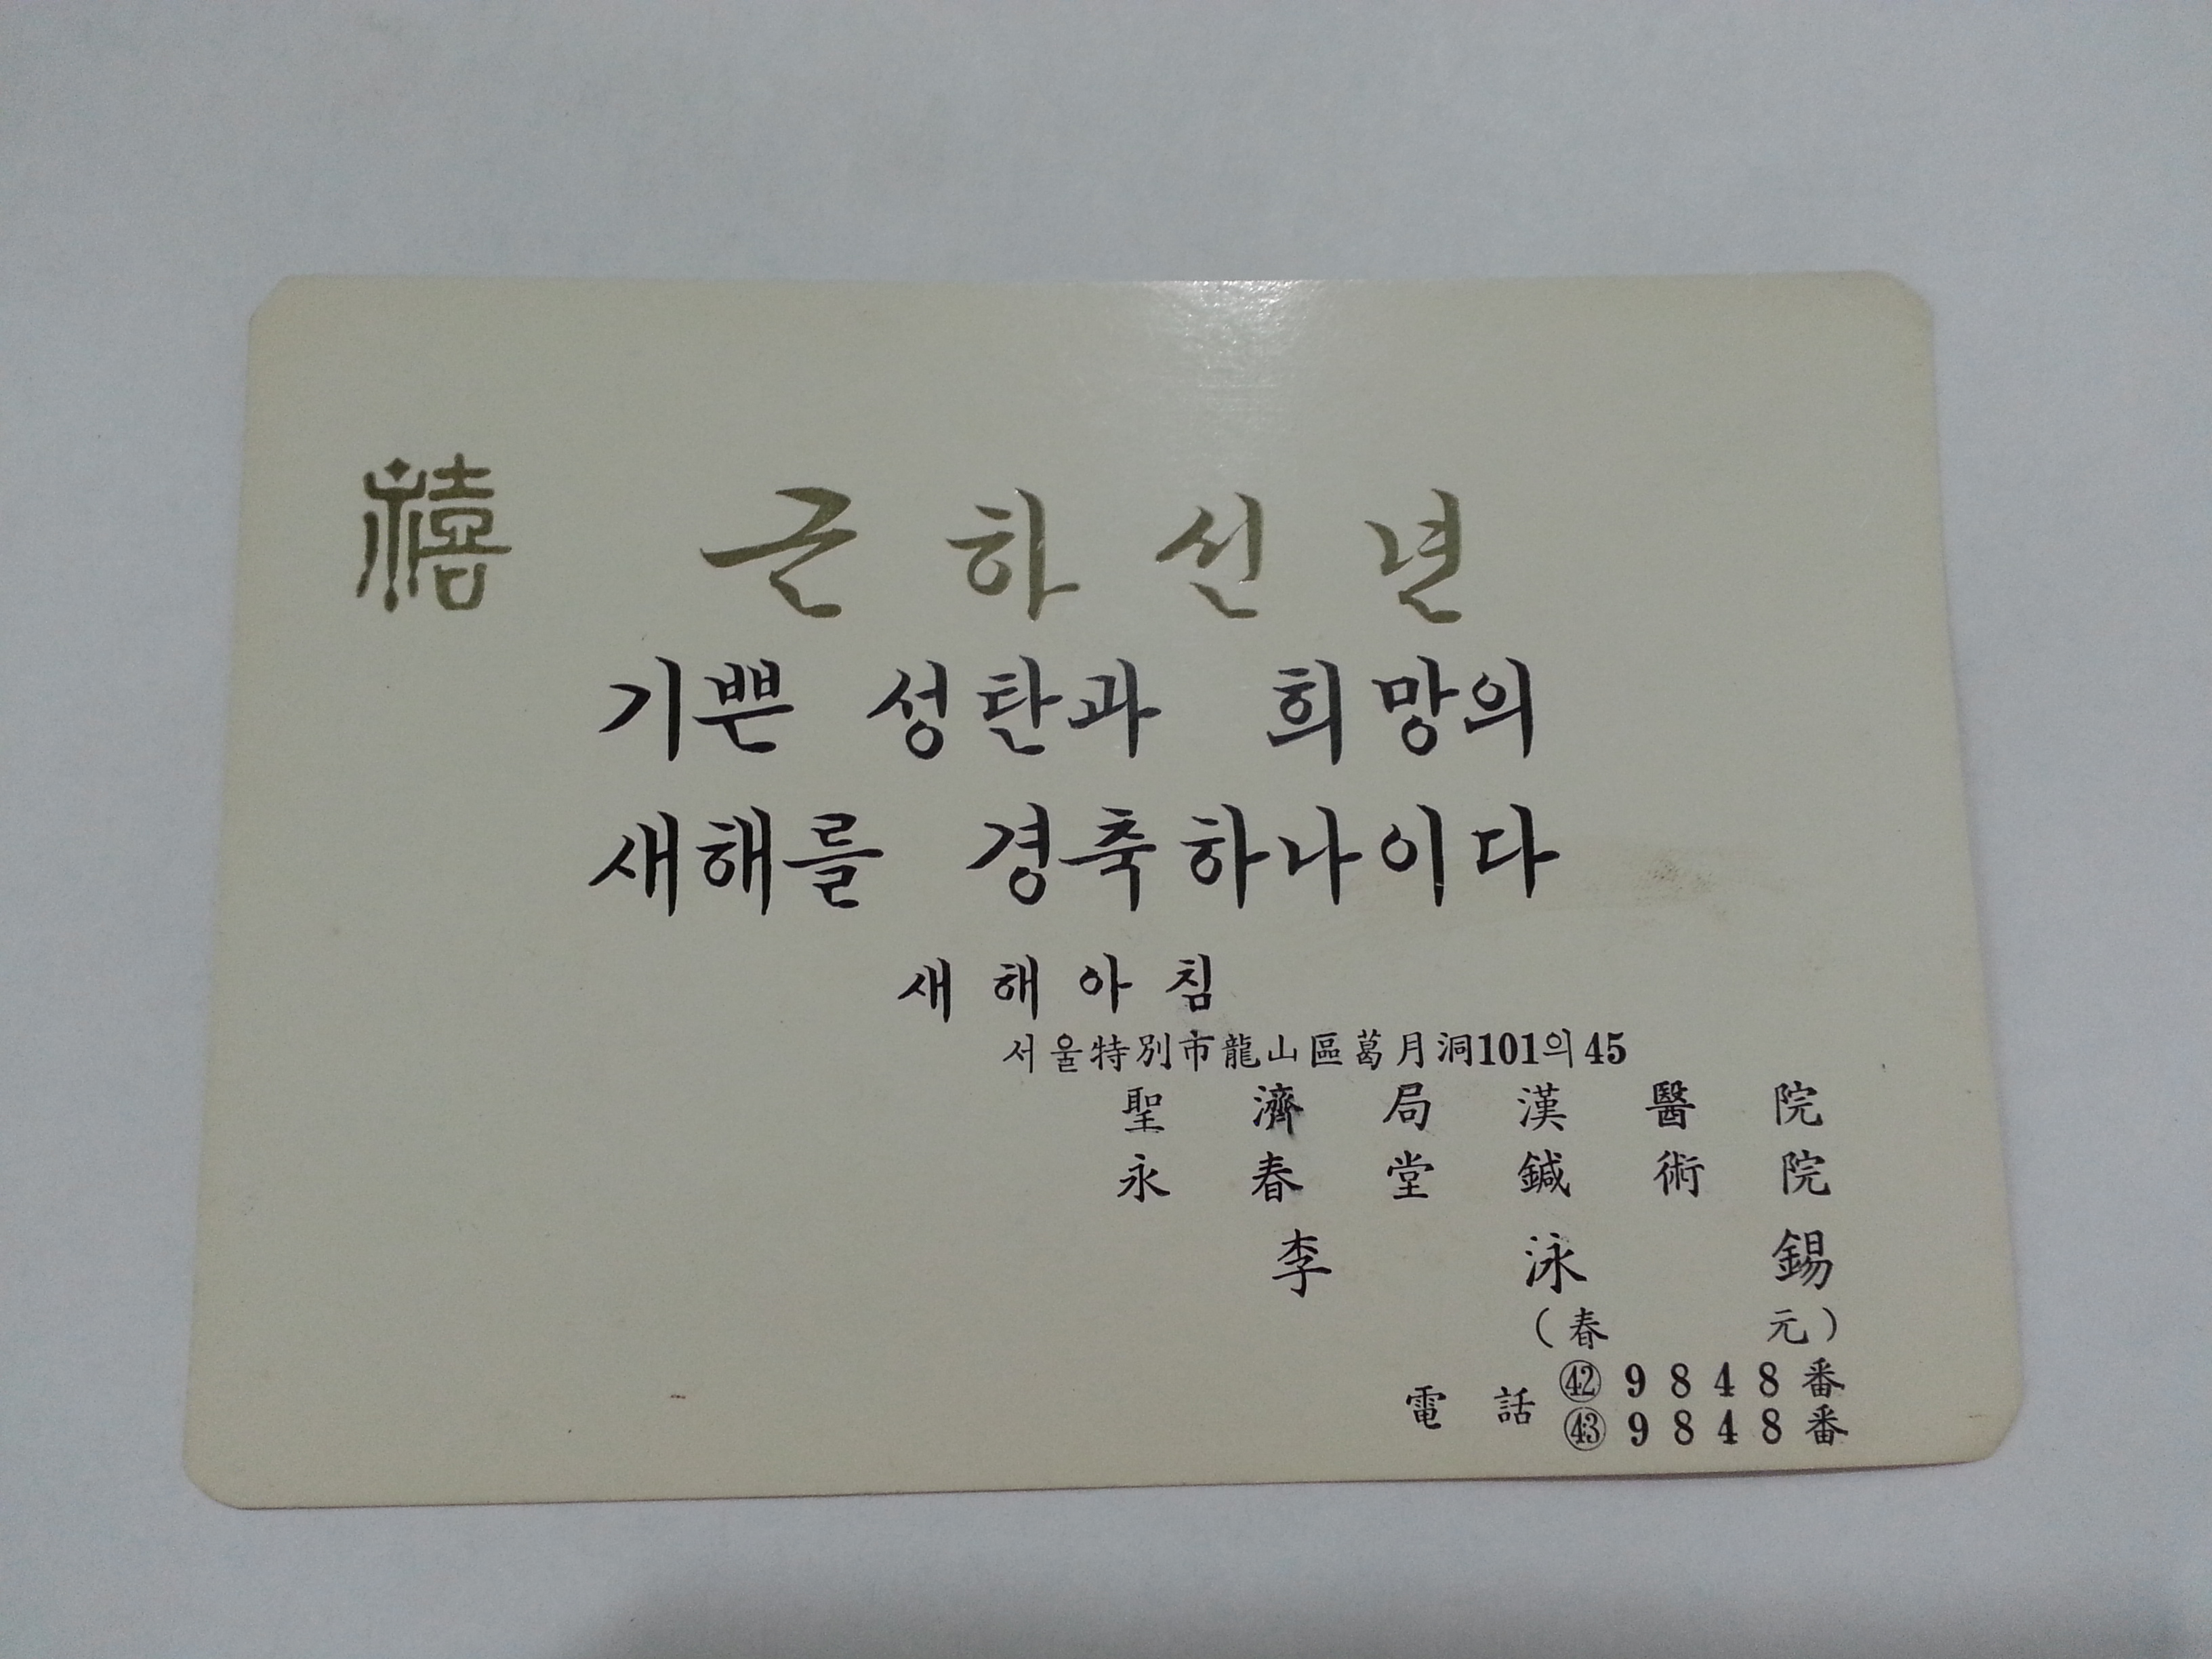 禧
근하신년
기쁜 성탄과 희망의
새해를 경축하나이다
새해아침
서울特別市龍山區葛月洞101의45
聖濟局漢醫院
永春堂鍼術院
李泳錫
(春元)
電話 ㊷9848番
㊸9848番